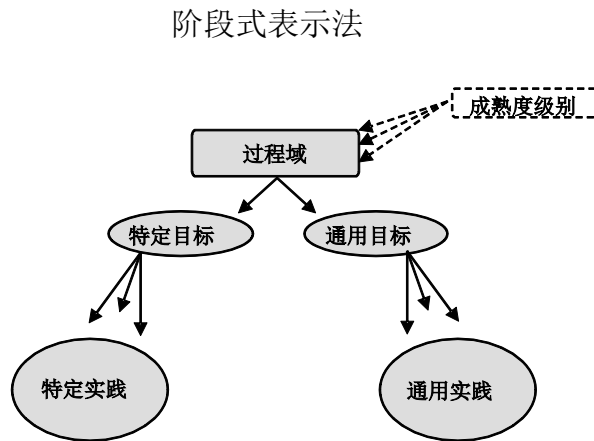 阶段式表示法
成熟度级别
过程域
特定目标
通用目标
特定实践
通用实践